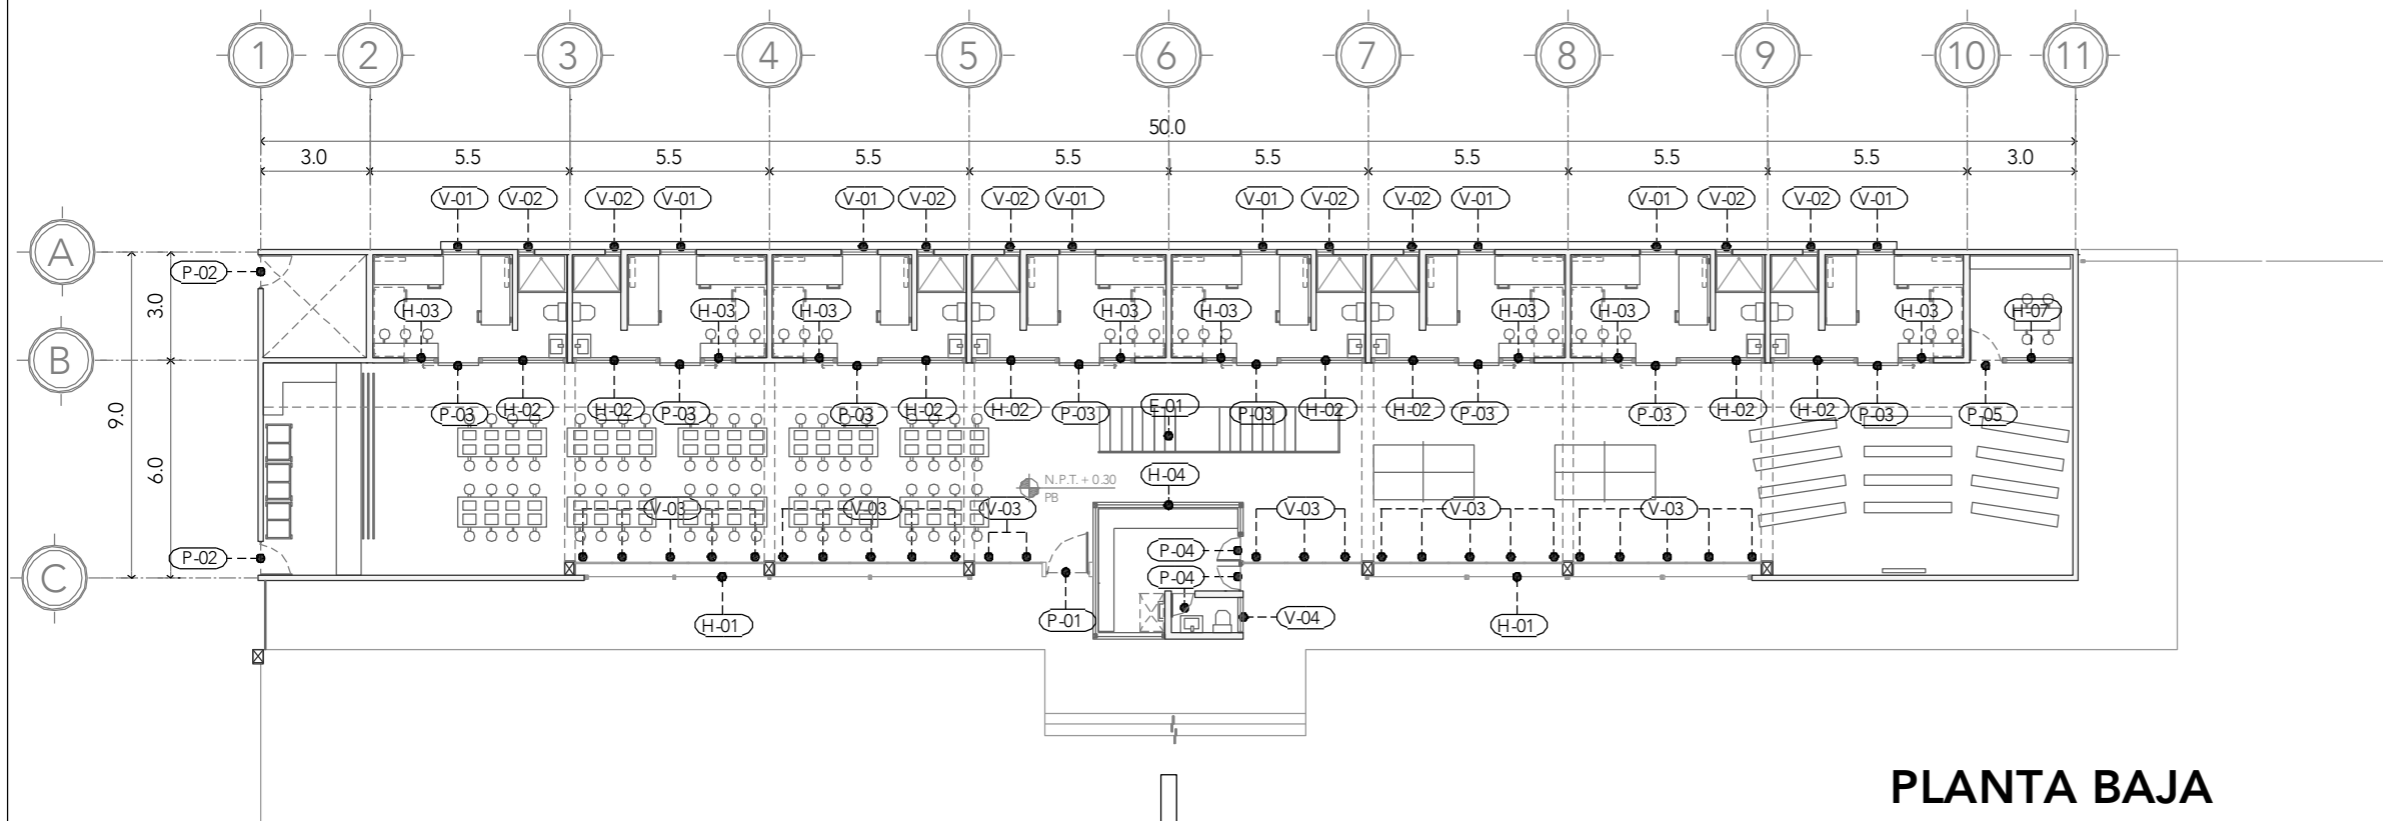 1 2 3 4 5 6 7 8 9 10 11
50.0
3.0 5.5 5.5 5.5 5.5 5.5 5.5 5.5 5.5 3.0
V-01 V-02 V-02 V-01 V-01 V-02 V-02 V-01 V-01 V-02 V-02 V-01 V-01 V-02 V-02 V-01
A
P-02
3.0
H-03 H-03 H-03 H-03 H-03 H-03 H-03 H-03 H-07
B
9.0
P-03 H-02 H-02 P-03 P-03 H-02 H-02 P-03 E-01 P-03 H-02 H-02 P-03 P-03 H-02 H-02 P-03 P-05
6.0
H-04
N.P.T. + 0.30
PB
V-03 V-03 V-03 V-03 V-03 V-03
P-02
P-04
C
P-04
P-01
V-04
H-01 H-01
PLANTA BAJA